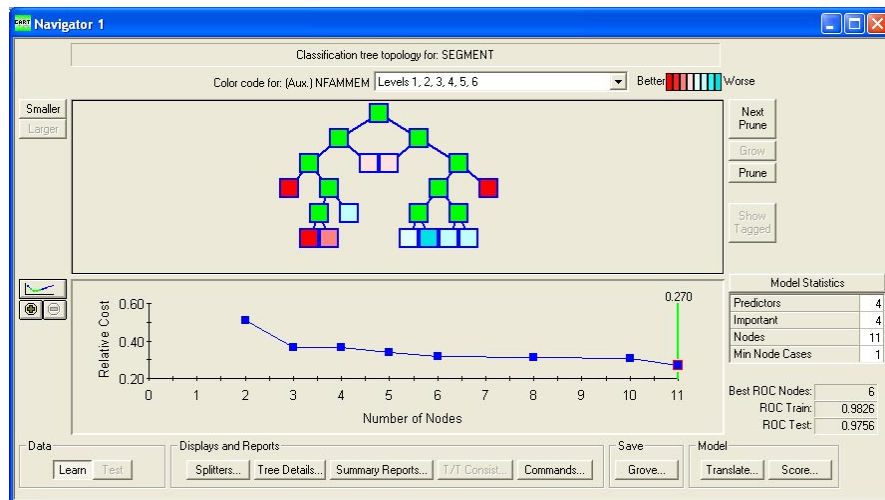 CART
Navigator 1
Classification tree topology for: SEGMENT
Color code for: (Aux.) NFAMMEM Levels 1, 2, 3, 4, 5, 6 Better Worse
Smaller
Larger
Next Prune
Grow
Prune
Show Tagged
Relative Cost
0.60
0.40
0.20
0.270
0 1 2 3 4 5 6 7 8 9 10 11
Number of Nodes
Model Statistics
Predictors 4
Important 4
Nodes 11
Min Node Cases 1
Best ROC Nodes: 6
ROC Train: 0.9826
ROC Test: 0.9756
Data
Learn Test
Displays and Reports
Splitters... Tree Details... Summary Reports... T/T Consist... Commands...
Save
Grove...
Model
Translate... Score...